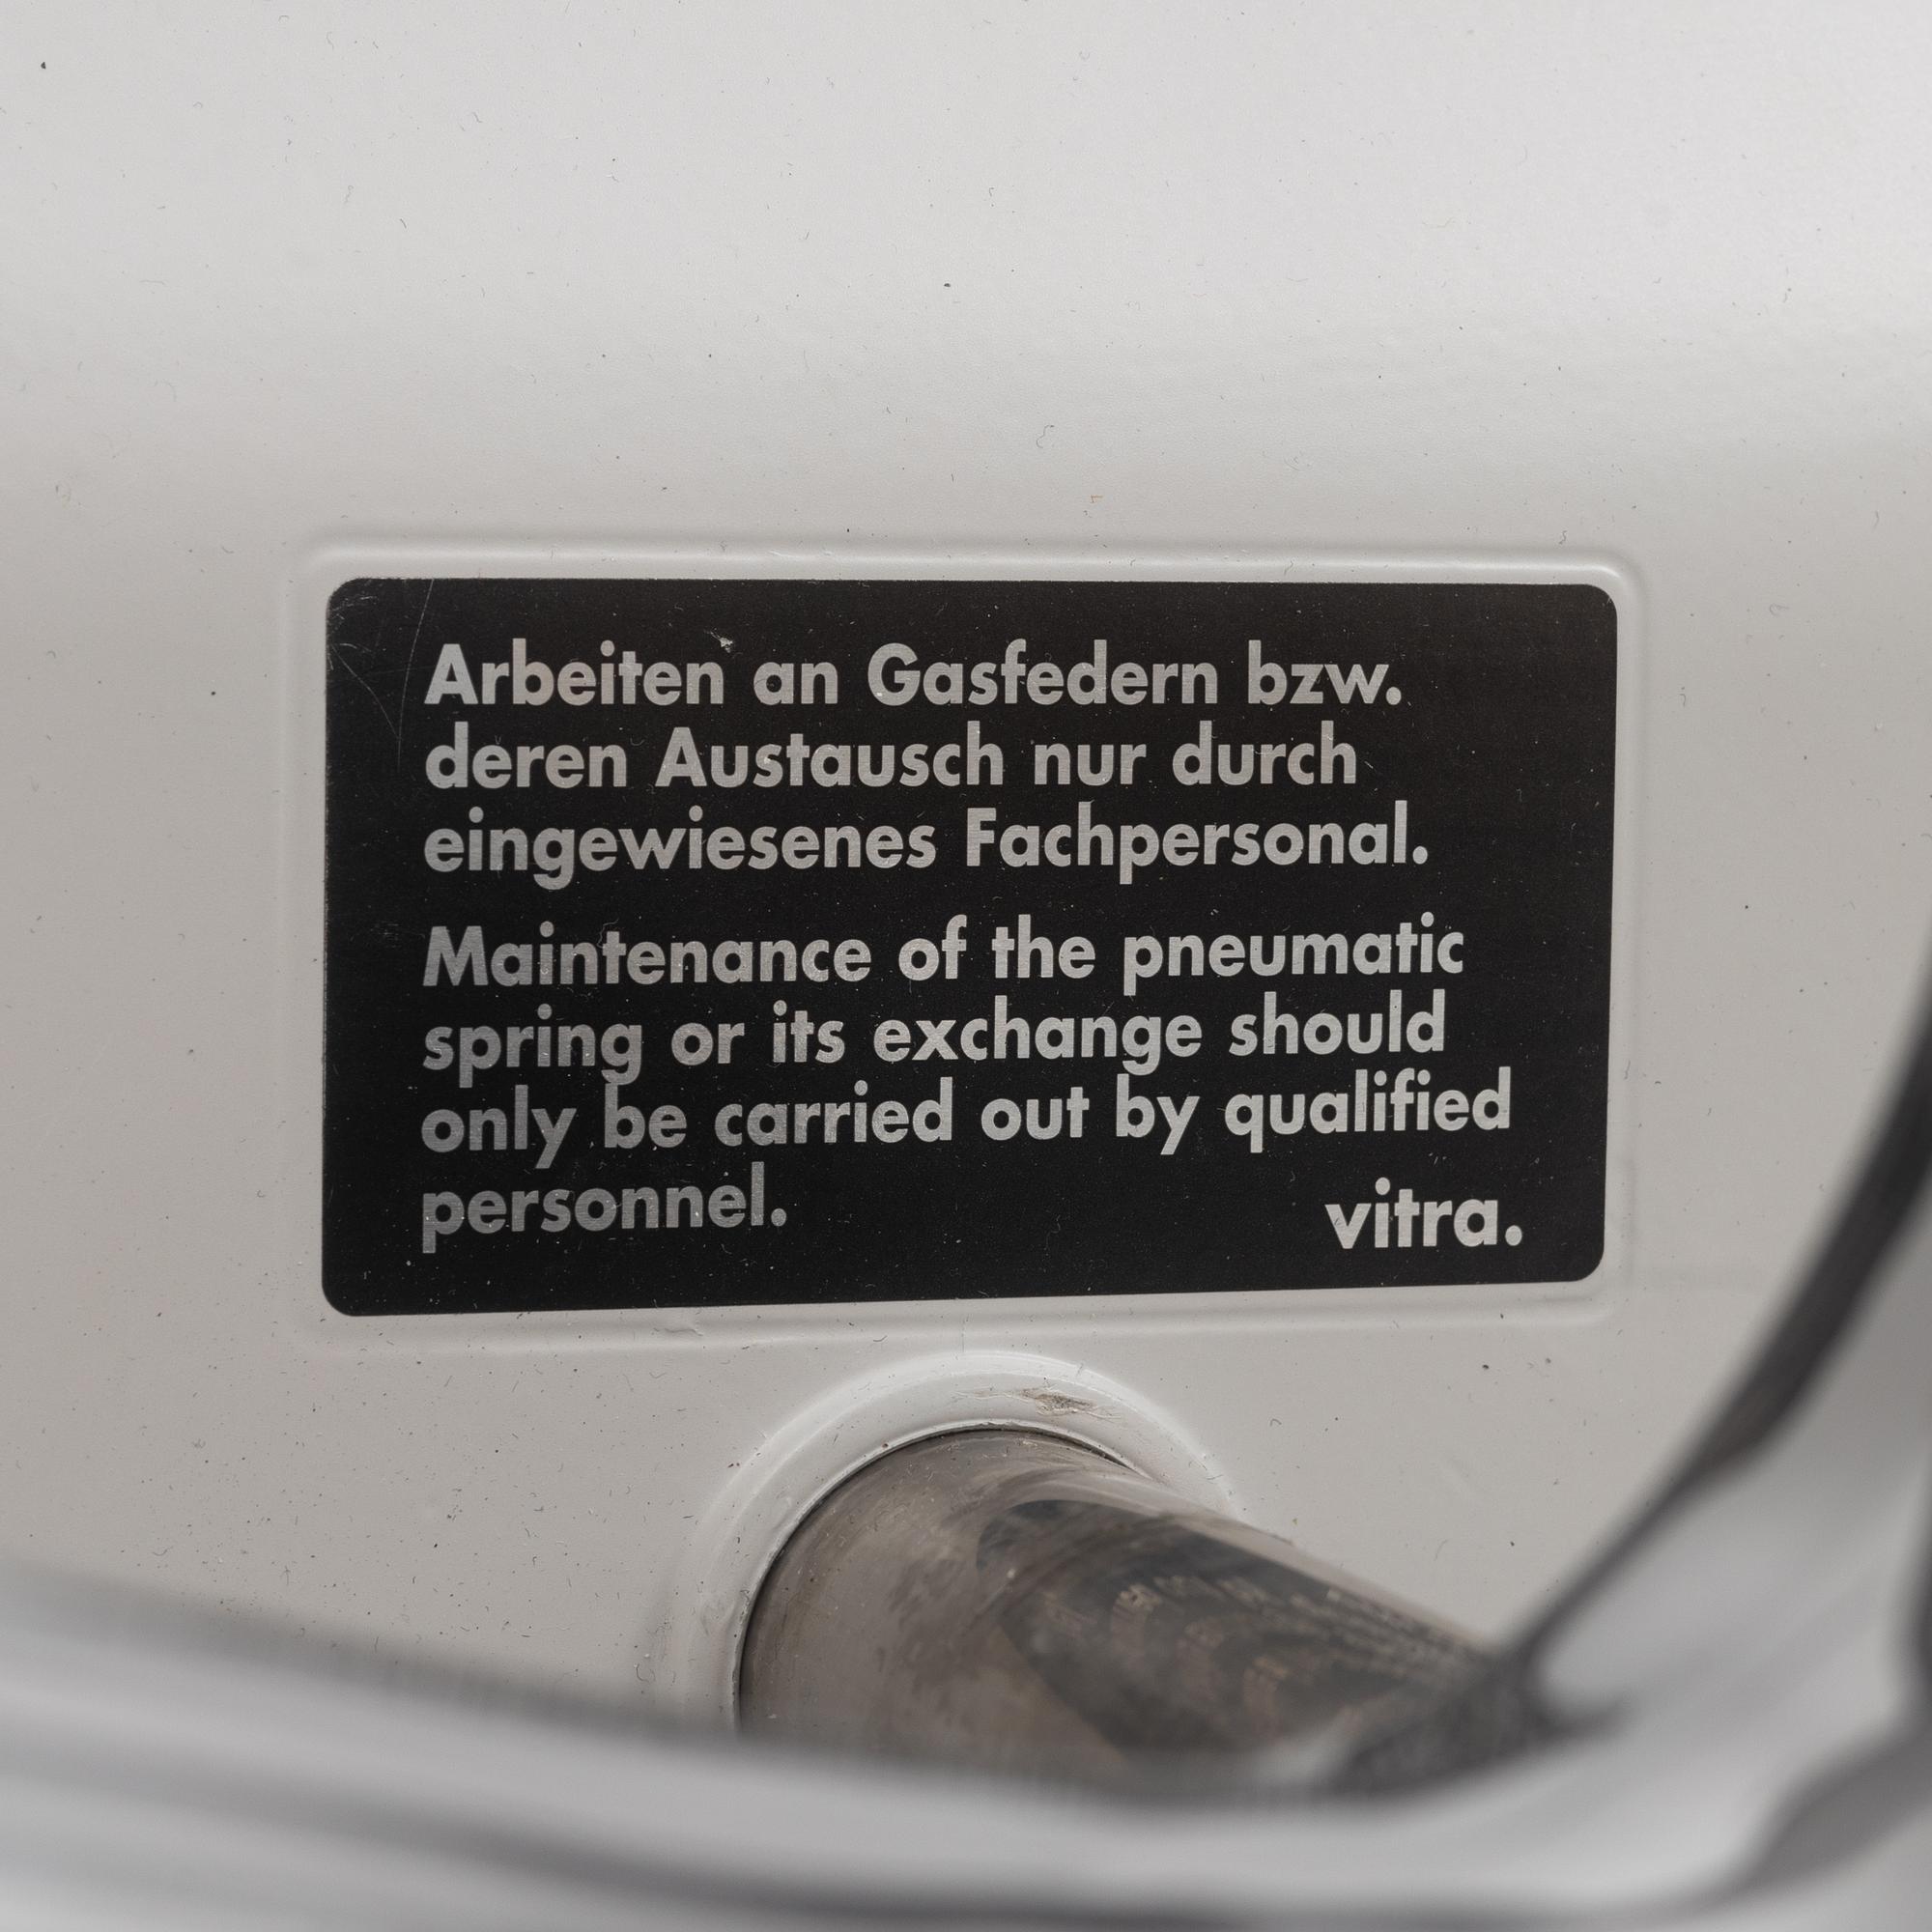 Arbeiten an Gasfedern bzw.
deren Austausch nur durch
eingewiesenes Fachpersonal.
Maintenance of the pneumatic
spring or its exchange should
only be carried out by qualified
personnel.
vitra.